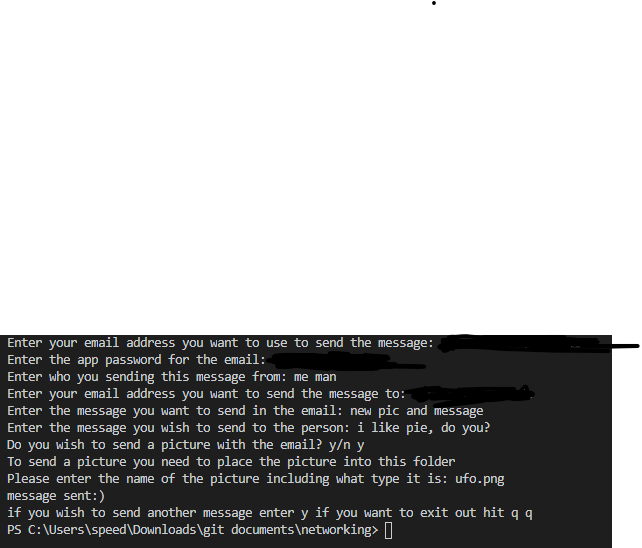 Enter your email address you want to use to send the message:
Enter the app password for the email:
Enter who you sending this message from: me man
Enter your email address you want to send the message to:
Enter the message you want to send in the email: new pic and message
Enter the message you wish to send to the person: i like pie, do you?
Do you wish to send a picture with the email? y/n y
To send a picture you need to place the picture into this folder
Please enter the name of the picture including what type it is: ufo.png
message sent:)
if you wish to send another message enter y if you want to exit out hit q q
PS C:\Users\speed\Downloads\git documents\networking>